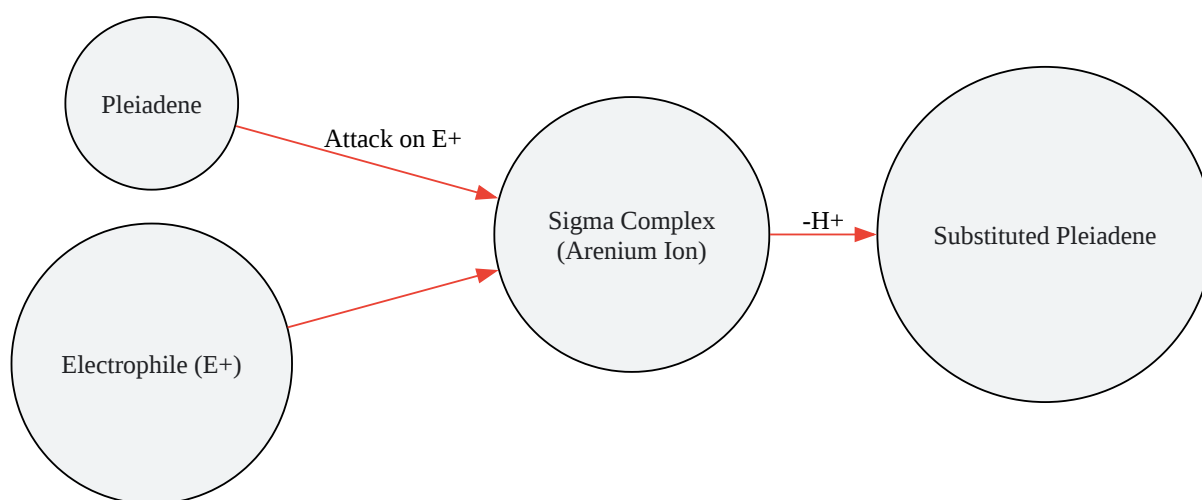 Pleiadene
Attack on E+
Electrophile (E+)
Sigma Complex
(Arenium Ion)
-H+
Substituted Pleiadene